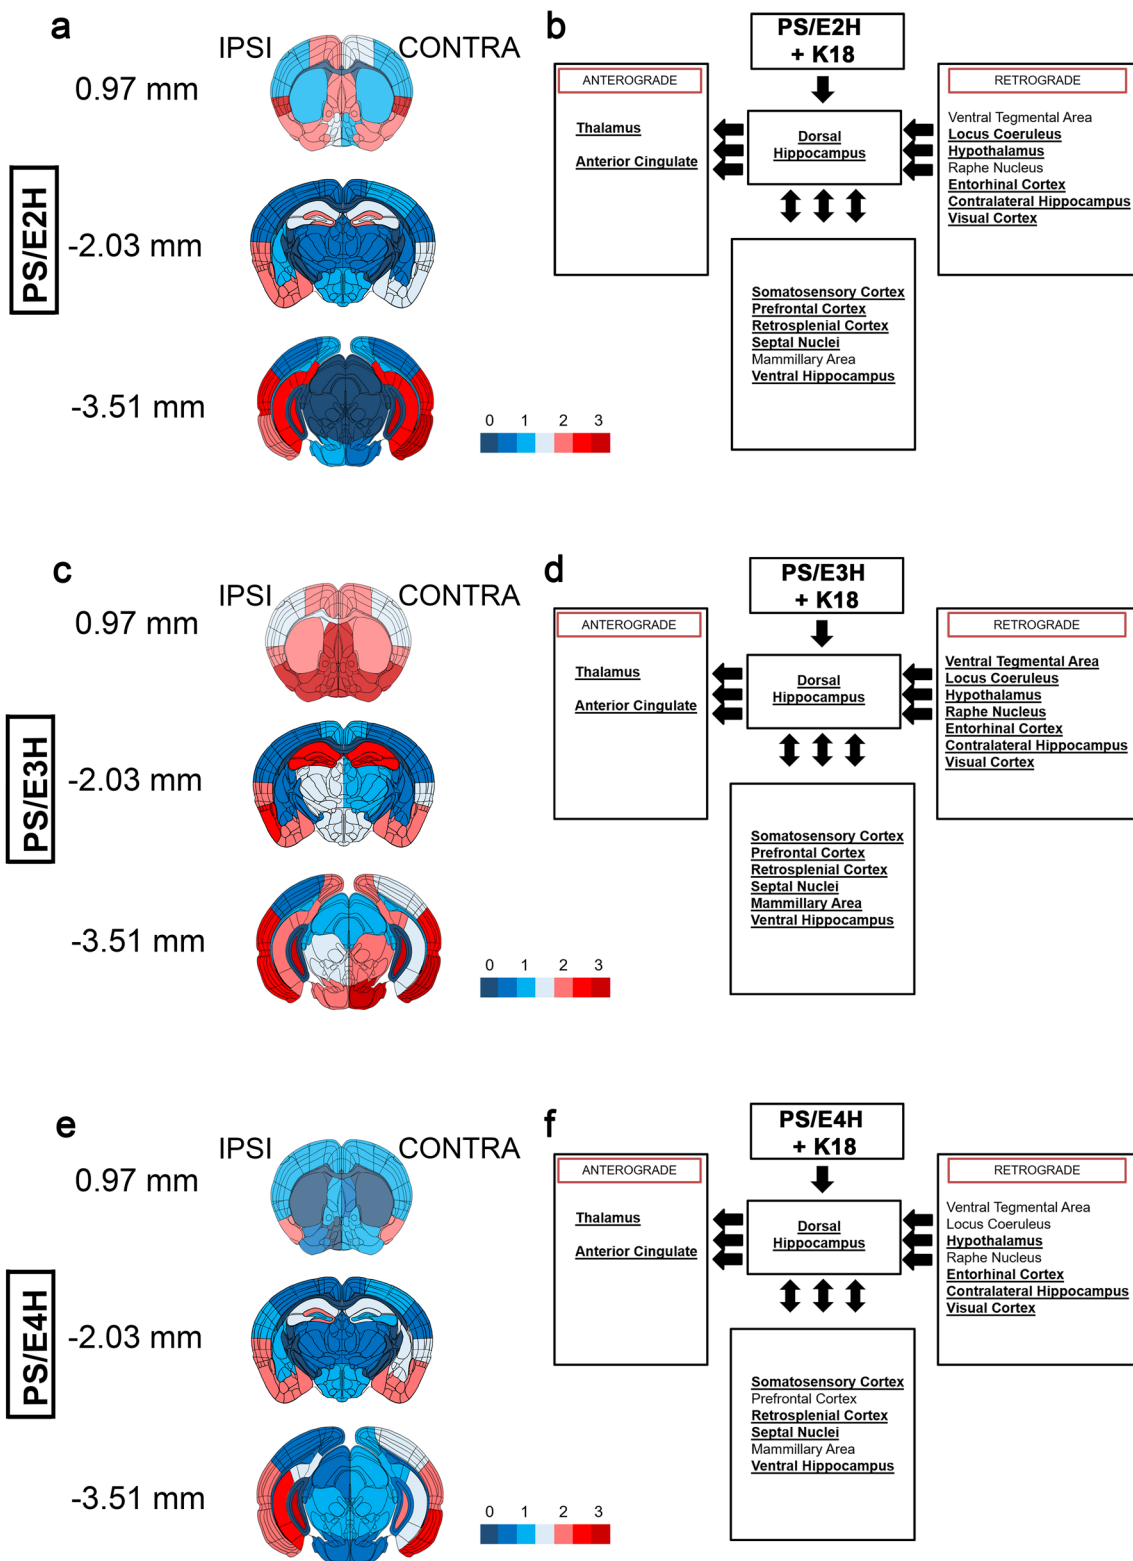 a
IPSI
CONTRA
0.97 mm
-2.03 mm
-3.51 mm
PS/E2H
0 1 2 3
b
PS/E2H
+ K18
ANTEROGRADE
Thalamus
Anterior Cingulate
Dorsal
Hippocampus
RETROGRADE
Ventral Tegmental Area
Locus Coeruleus
Hypothalamus
Raphe Nucleus
Entorhinal Cortex
Contralateral Hippocampus
Visual Cortex
Somatosensory Cortex
Prefrontal Cortex
Retrosplenial Cortex
Septal Nuclei
Mammillary Area
Ventral Hippocampus
c
IPSI
CONTRA
0.97 mm
-2.03 mm
-3.51 mm
PS/E3H
0 1 2 3
d
PS/E3H
+ K18
ANTEROGRADE
Thalamus
Anterior Cingulate
Dorsal
Hippocampus
RETROGRADE
Ventral Tegmental Area
Locus Coeruleus
Hypothalamus
Raphe Nucleus
Entorhinal Cortex
Contralateral Hippocampus
Visual Cortex
Somatosensory Cortex
Prefrontal Cortex
Retrosplenial Cortex
Septal Nuclei
Mammillary Area
Ventral Hippocampus
e
IPSI
CONTRA
0.97 mm
-2.03 mm
-3.51 mm
PS/E4H
0 1 2 3
f
PS/E4H
+ K18
ANTEROGRADE
Thalamus
Anterior Cingulate
Dorsal
Hippocampus
RETROGRADE
Ventral Tegmental Area
Locus Coeruleus
Hypothalamus
Raphe Nucleus
Entorhinal Cortex
Contralateral Hippocampus
Visual Cortex
Somatosensory Cortex
Prefrontal Cortex
Retrosplenial Cortex
Septal Nuclei
Mammillary Area
Ventral Hippocampus